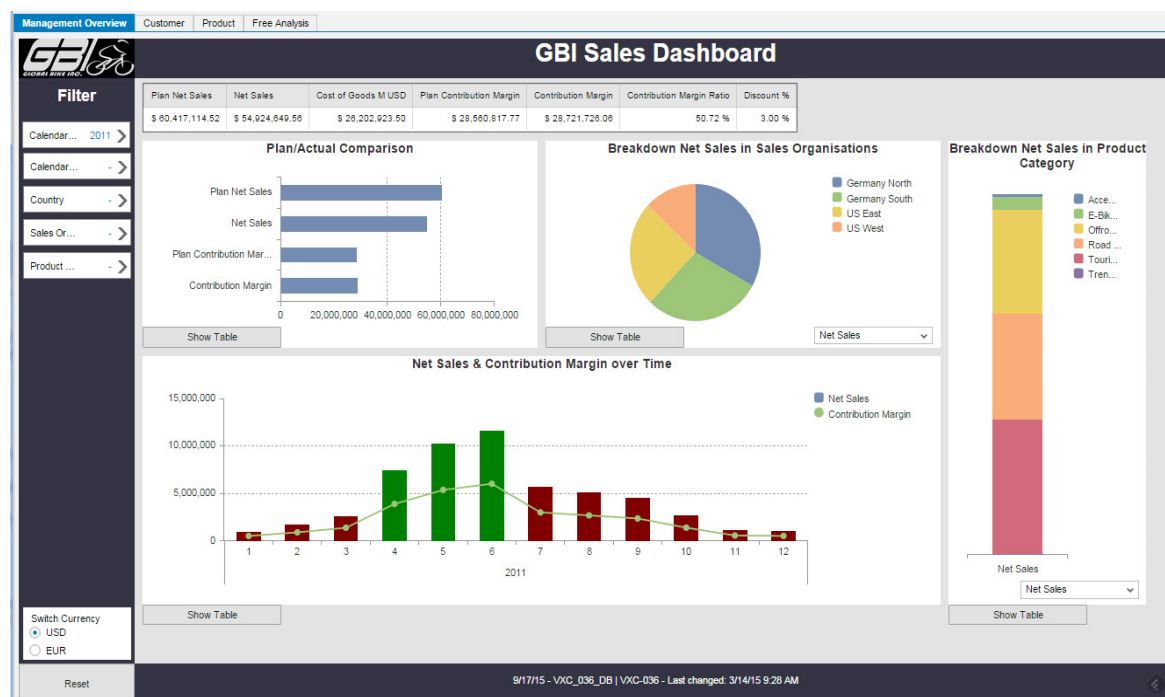 Management Overview Customer Product Free Analysis
GBI
GLOBAL BIKE INC.
GBI Sales Dashboard
Filter
Calendar... 2011
Calendar... -
Country -
Sales Or... -
Product ... -
Plan Net Sales Net Sales Cost of Goods M USD Plan Contribution Margin Contribution Margin Contribution Margin Ratio Discount %
$ 60,417,114.52 $ 54,924,649.56 $ 26,202,923.50 $ 28,560,817.77 $ 28,721,726.06 50.72 % 3.00 %
Plan/Actual Comparison
Plan Net Sales
Net Sales
Plan Contribution Mar...
Contribution Margin
0 20,000,000 40,000,000 60,000,000 80,000,000
Show Table
Breakdown Net Sales in Sales Organisations
Germany North
Germany South
US East
US West
Show Table
Net Sales
Breakdown Net Sales in Product
Category
Acce...
E-Bik...
Offro...
Road ...
Touri...
Tren...
Net Sales
Net Sales
Show Table
Net Sales & Contribution Margin over Time
15,000,000
10,000,000
5,000,000
0
1 2 3 4 5 6 7 8 9 10 11 12
2011
Net Sales
Contribution Margin
Show Table
Switch Currency
USD
EUR
Reset
9/17/15 - VXC_036_DB | VXC-036 - Last changed: 3/14/15 9:28 AM